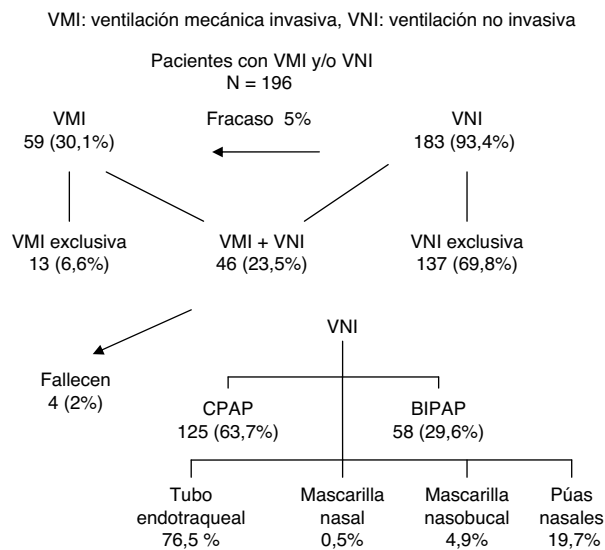 VMI: ventilación mecánica invasiva, VNI: ventilación no invasiva
Pacientes con VMI y/o VNI
N = 196
VMI
59 (30,1%)
Fracaso 5%
VNI
183 (93,4%)
VMI exclusiva
13 (6,6%)
VMI + VNI
46 (23,5%)
VNI exclusiva
137 (69,8%)
VNI
Fallecen
4 (2%)
CPAP
125 (63,7%)
BIPAP
58 (29,6%)
Tubo
endotraqueal
76,5 %
Mascarilla
nasal
0,5%
Mascarilla
nasobucal
4,9%
Púas
nasales
19,7%